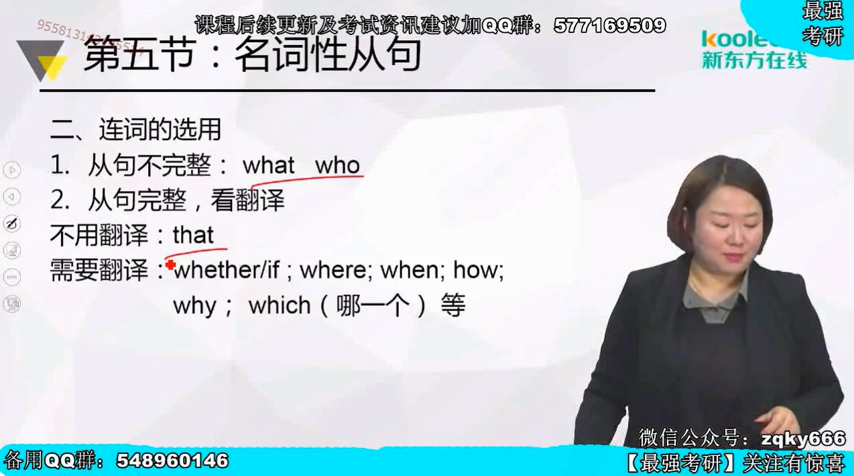 课程后续更新及考试资讯建议加QQ群：577169509
最强
考研
第五节：名词性从句
koole
新东方在线
二、连词的选用
1. 从句不完整： what who
2. 从句完整，看翻译
不用翻译：that
需要翻译：whether/if ; where; when; how;
why； which（哪一个） 等
微信公众号：zqky666
备用QQ群：548960146
【最强考研】关注有惊喜